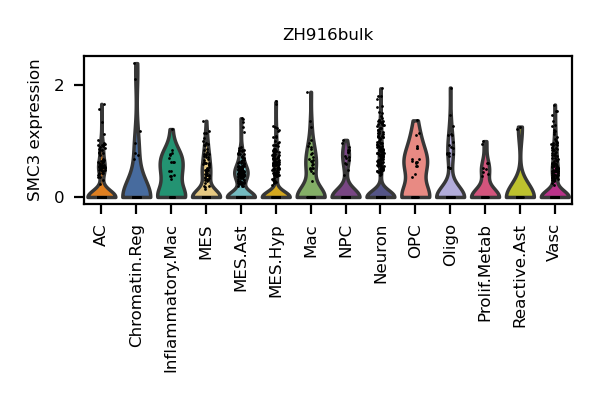 ZH916bulk
SMC3 expression
2
0
AC
Chromatin.Reg
Inflammatory.Mac
MES
MES.Ast
MES.Hyp
Mac
NPC
Neuron
OPC
Oligo
Prolif.Metab
Reactive.Ast
Vasc